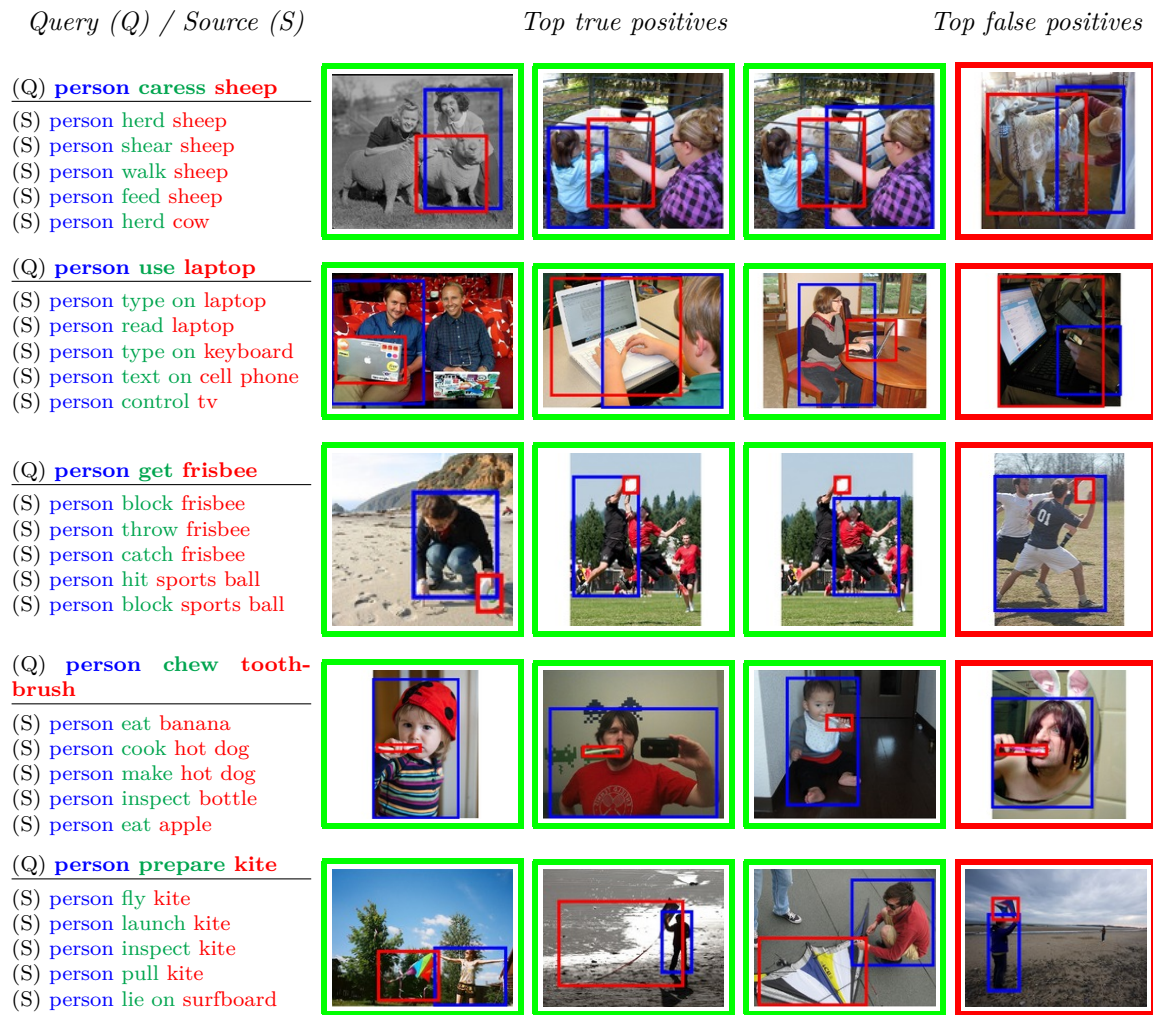 Query (Q) / Source (S)
Top true positives
Top false positives
(Q) person caress sheep
(S) person herd sheep
(S) person shear sheep
(S) person walk sheep
(S) person feed sheep
(S) person herd cow
(Q) person use laptop
(S) person type on laptop
(S) person read laptop
(S) person type on keyboard
(S) person text on cell phone
(S) person control tv
(Q) person get frisbee
(S) person block frisbee
(S) person throw frisbee
(S) person catch frisbee
(S) person hit sports ball
(S) person block sports ball
01
(Q) person chew tooth-
brush
(S) person eat banana
(S) person cook hot dog
(S) person make hot dog
(S) person inspect bottle
(S) person eat apple
(Q) person prepare kite
(S) person fly kite
(S) person launch kite
(S) person inspect kite
(S) person pull kite
(S) person lie on surfboard